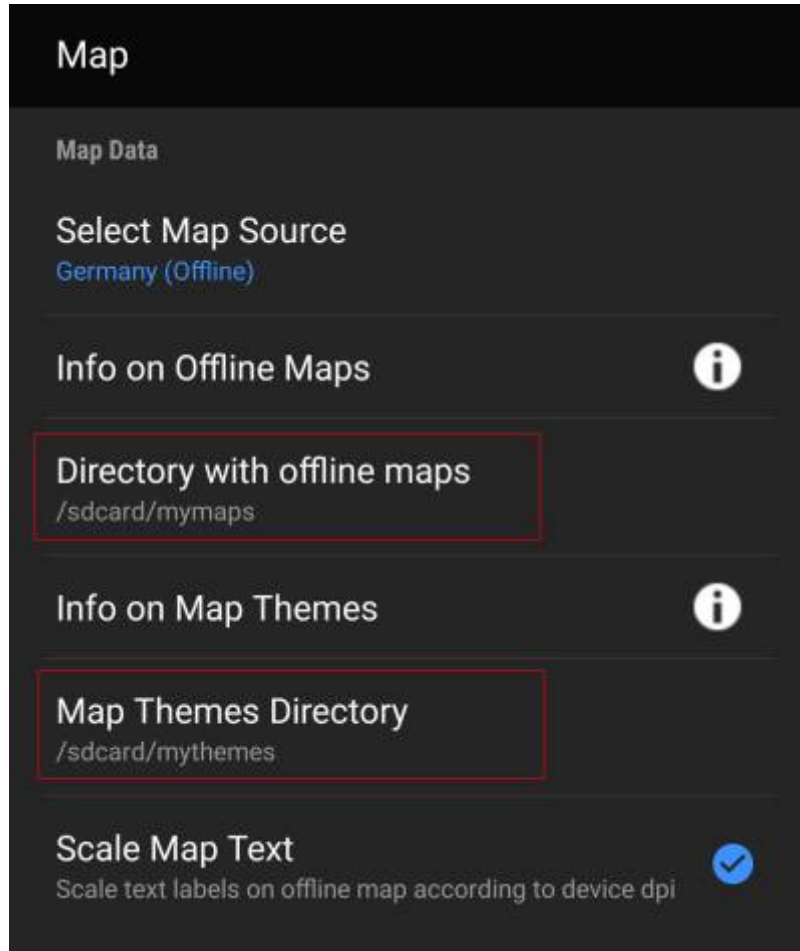 Map
Map Data
Select Map Source
Germany (Offline)
Info on Offline Maps
Directory with offline maps
/sdcard/mymaps
Info on Map Themes
Map Themes Directory
/sdcard/mythemes
Scale Map Text
Scale text labels on offline map according to device dpi